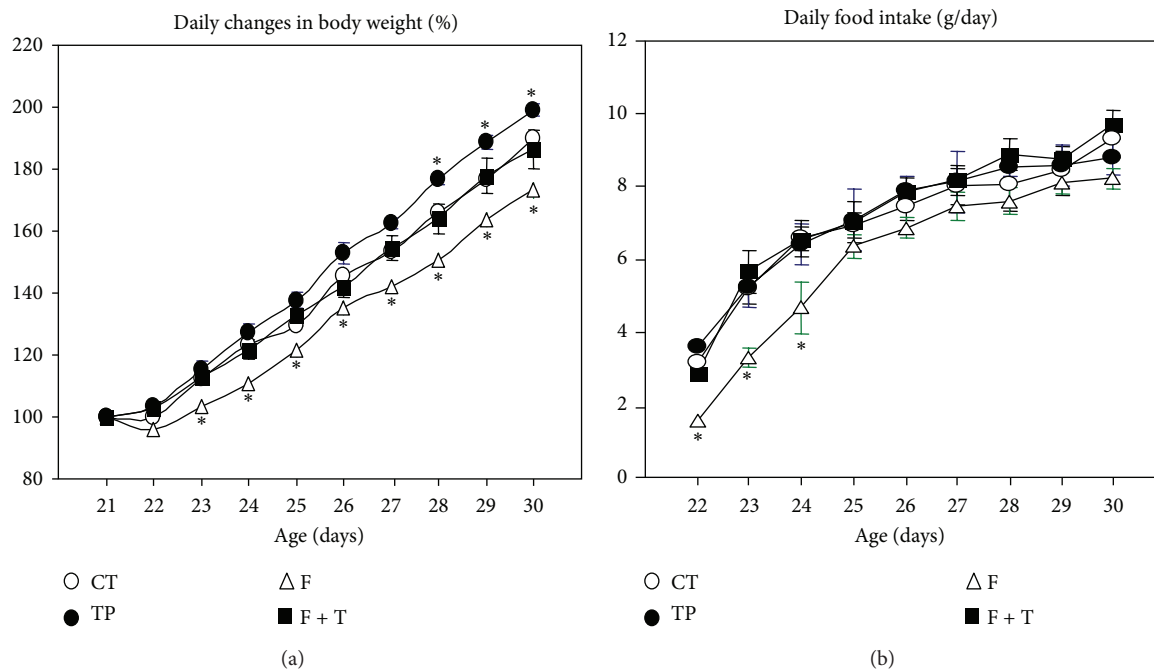 Daily changes in body weight (%)
220
200
180
160
140
120
100
80
* * *
*
* * * * * * * *
21 22 23 24 25 26 27 28 29 30
Age (days)
CT
F
TP
F + T
(a)
Daily food intake (g/day)
12
10
8
6
4
2
0
* * *
22 23 24 25 26 27 28 29 30
Age (days)
CT
F
TP
F + T
(b)